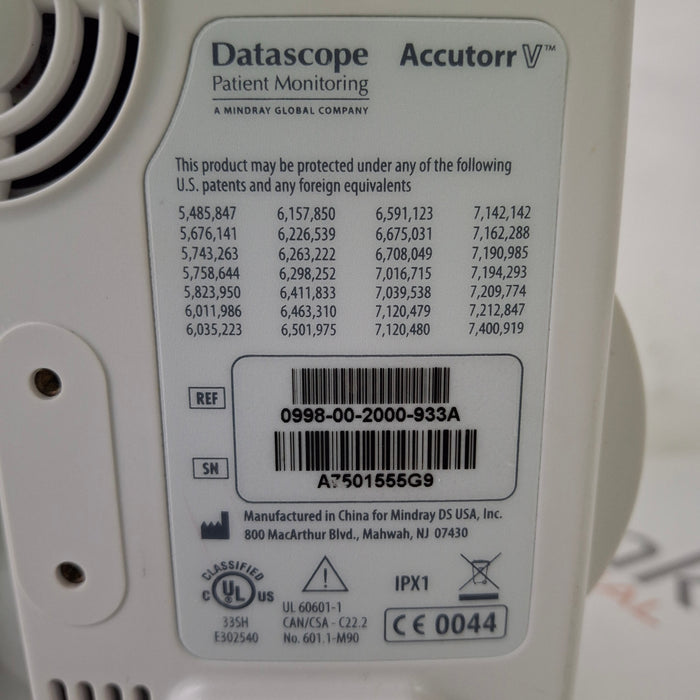 Datascope Accutorr V™
Patient Monitoring
A MINDRAY GLOBAL COMPANY
This product may be protected under any of the following
U.S. patents and any foreign equivalents
5,485,847 6,157,850 6,591,123 7,142,142
5,676,141 6,226,539 6,675,031 7,162,288
5,743,263 6,263,222 6,708,049 7,190,985
5,758,644 6,298,252 7,016,715 7,194,293
5,823,950 6,411,833 7,039,538 7,209,774
6,011,986 6,463,310 7,120,479 7,212,847
6,035,223 6,501,975 7,120,480 7,400,919
REF
0998-00-2000-933A
SN
A7501555G9
Manufactured in China for Mindray DS USA, Inc.
800 MacArthur Blvd., Mahwah, NJ 07430
CLASSIFIED
C UL US
33SH
E302540
UL 60601-1
CAN/CSA - C22.2
No. 601.1-M90
IPX1
CE 0044